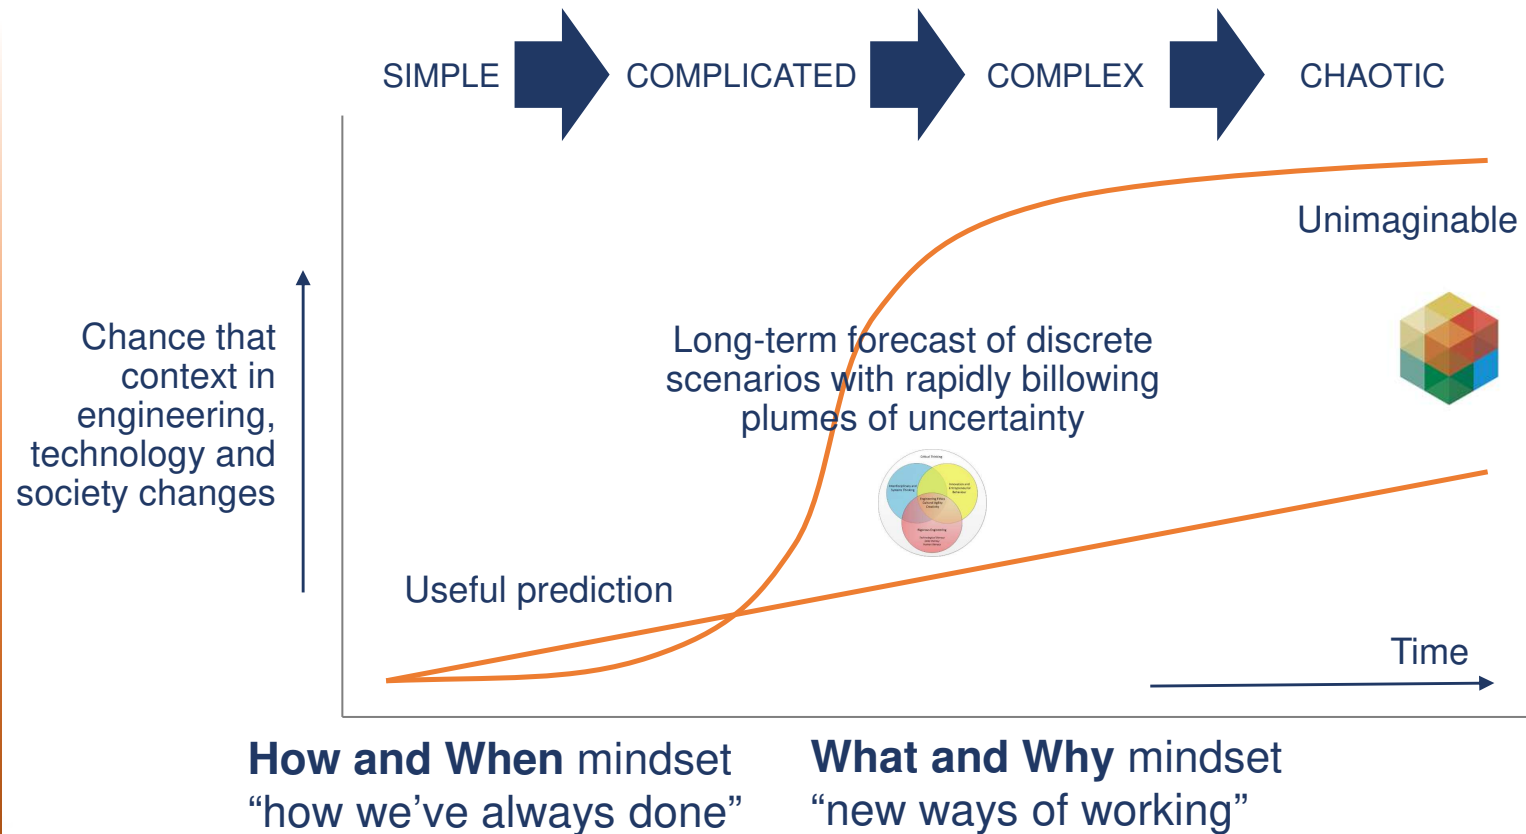 SIMPLE COMPLICATED COMPLEX CHAOTIC
Unimaginable
Chance that
context in
engineering,
technology and
society changes
Long-term forecast of discrete
scenarios with rapidly billowing
plumes of uncertainty
Ethical Thinking
Useful prediction
Time
How and When mindset
“how we’ve always done”
What and Why mindset
“new ways of working”